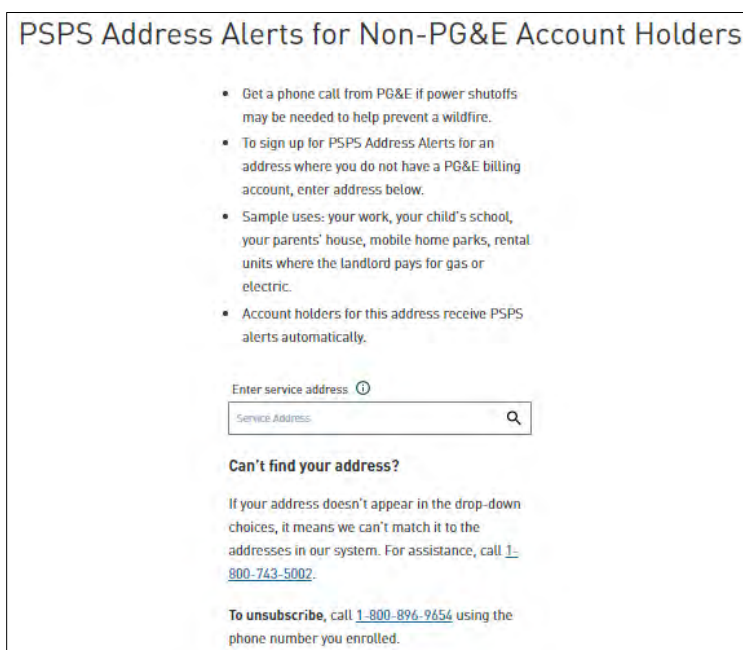 PSPS Address Alerts for Non-PG&E Account Holders
• Get a phone call from PG&E if power shutoffs
may be needed to help prevent a wildfire.
• To sign up for PSPS Address Alerts for an
address where you do not have a PG&E billing
account, enter address below.
• Sample uses: your work, your child's school,
your parents' house, mobile home parks, rental
units where the landlord pays for gas or
electric.
• Account holders for this address receive PSPS
alerts automatically.
Enter service address
Service Address
Can't find your address?
If your address doesn't appear in the drop-down
choices, it means we can't match it to the
addresses in our system. For assistance, call 1-
800-743-5002.
To unsubscribe, call 1-800-896-9654 using the
phone number you enrolled.